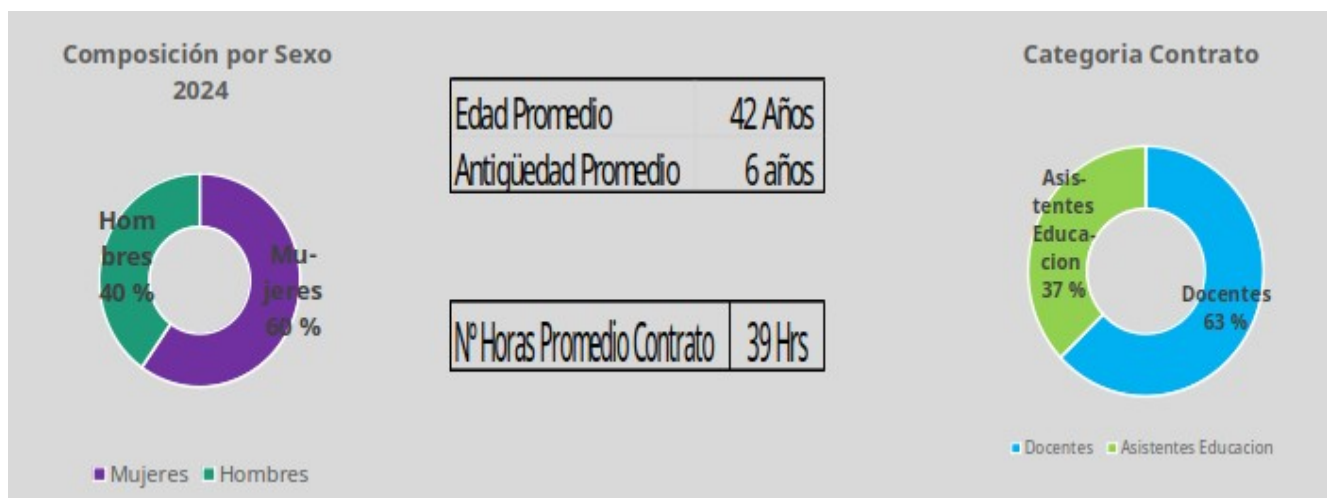 Composición por Sexo
2024
Hom
bres
40 %
Mu-
jeres
60 %
Mujeres Hombres
Edad Promedio 42 Años
Antigüedad Promedio 6 años
Nº Horas Promedio Contrato 39 Hrs
Categoria Contrato
Asis-
tentes
Educa-
cion
37 %
Docentes
63 %
Docentes Asistentes Educacion